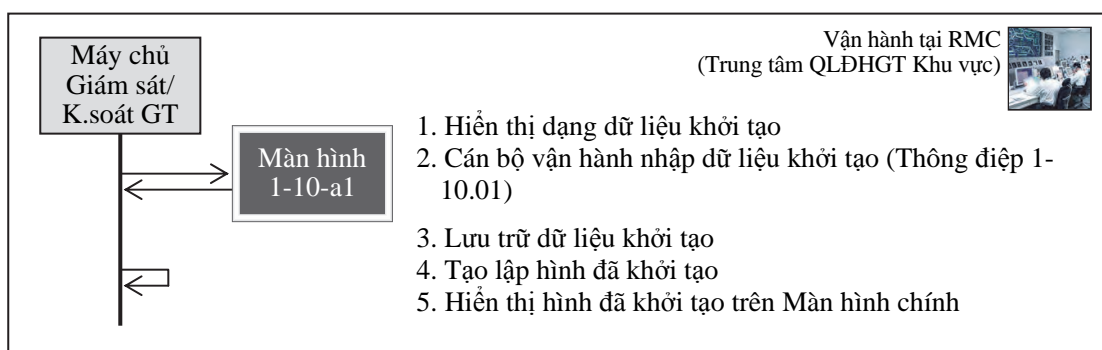 Máy chủ
Giám sát/
K.soát GT
Vận hành tại RMC
(Trung tâm QLĐHGT Khu vực)
Màn hình
1-10-a1
1. Hiển thị dạng dữ liệu khởi tạo
2. Cán bộ vận hành nhập dữ liệu khởi tạo (Thông điệp 1-
10.01)
3. Lưu trữ dữ liệu khởi tạo
4. Tạo lập hình đã khởi tạo
5. Hiển thị hình đã khởi tạo trên Màn hình chính